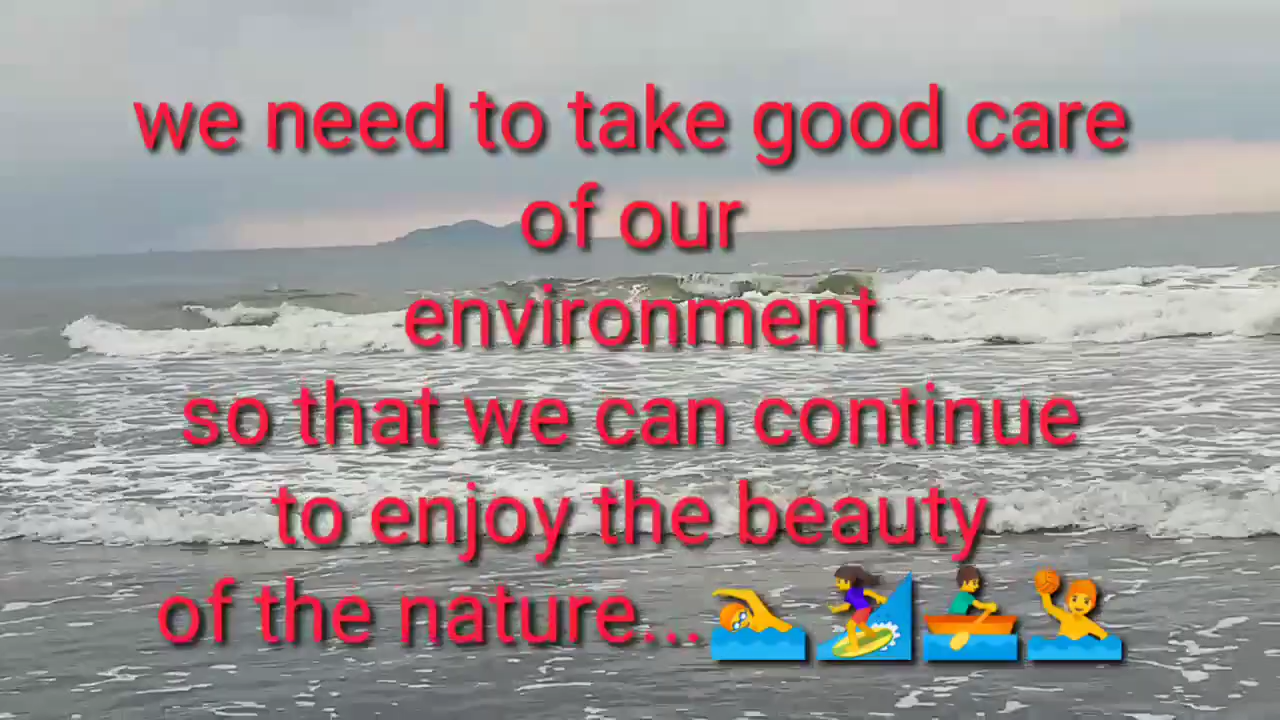 we need to take good care
of our
environment
so that we can continue
to enjoy the beauty
of the nature...🏊🏄‍♀️🚣🤽